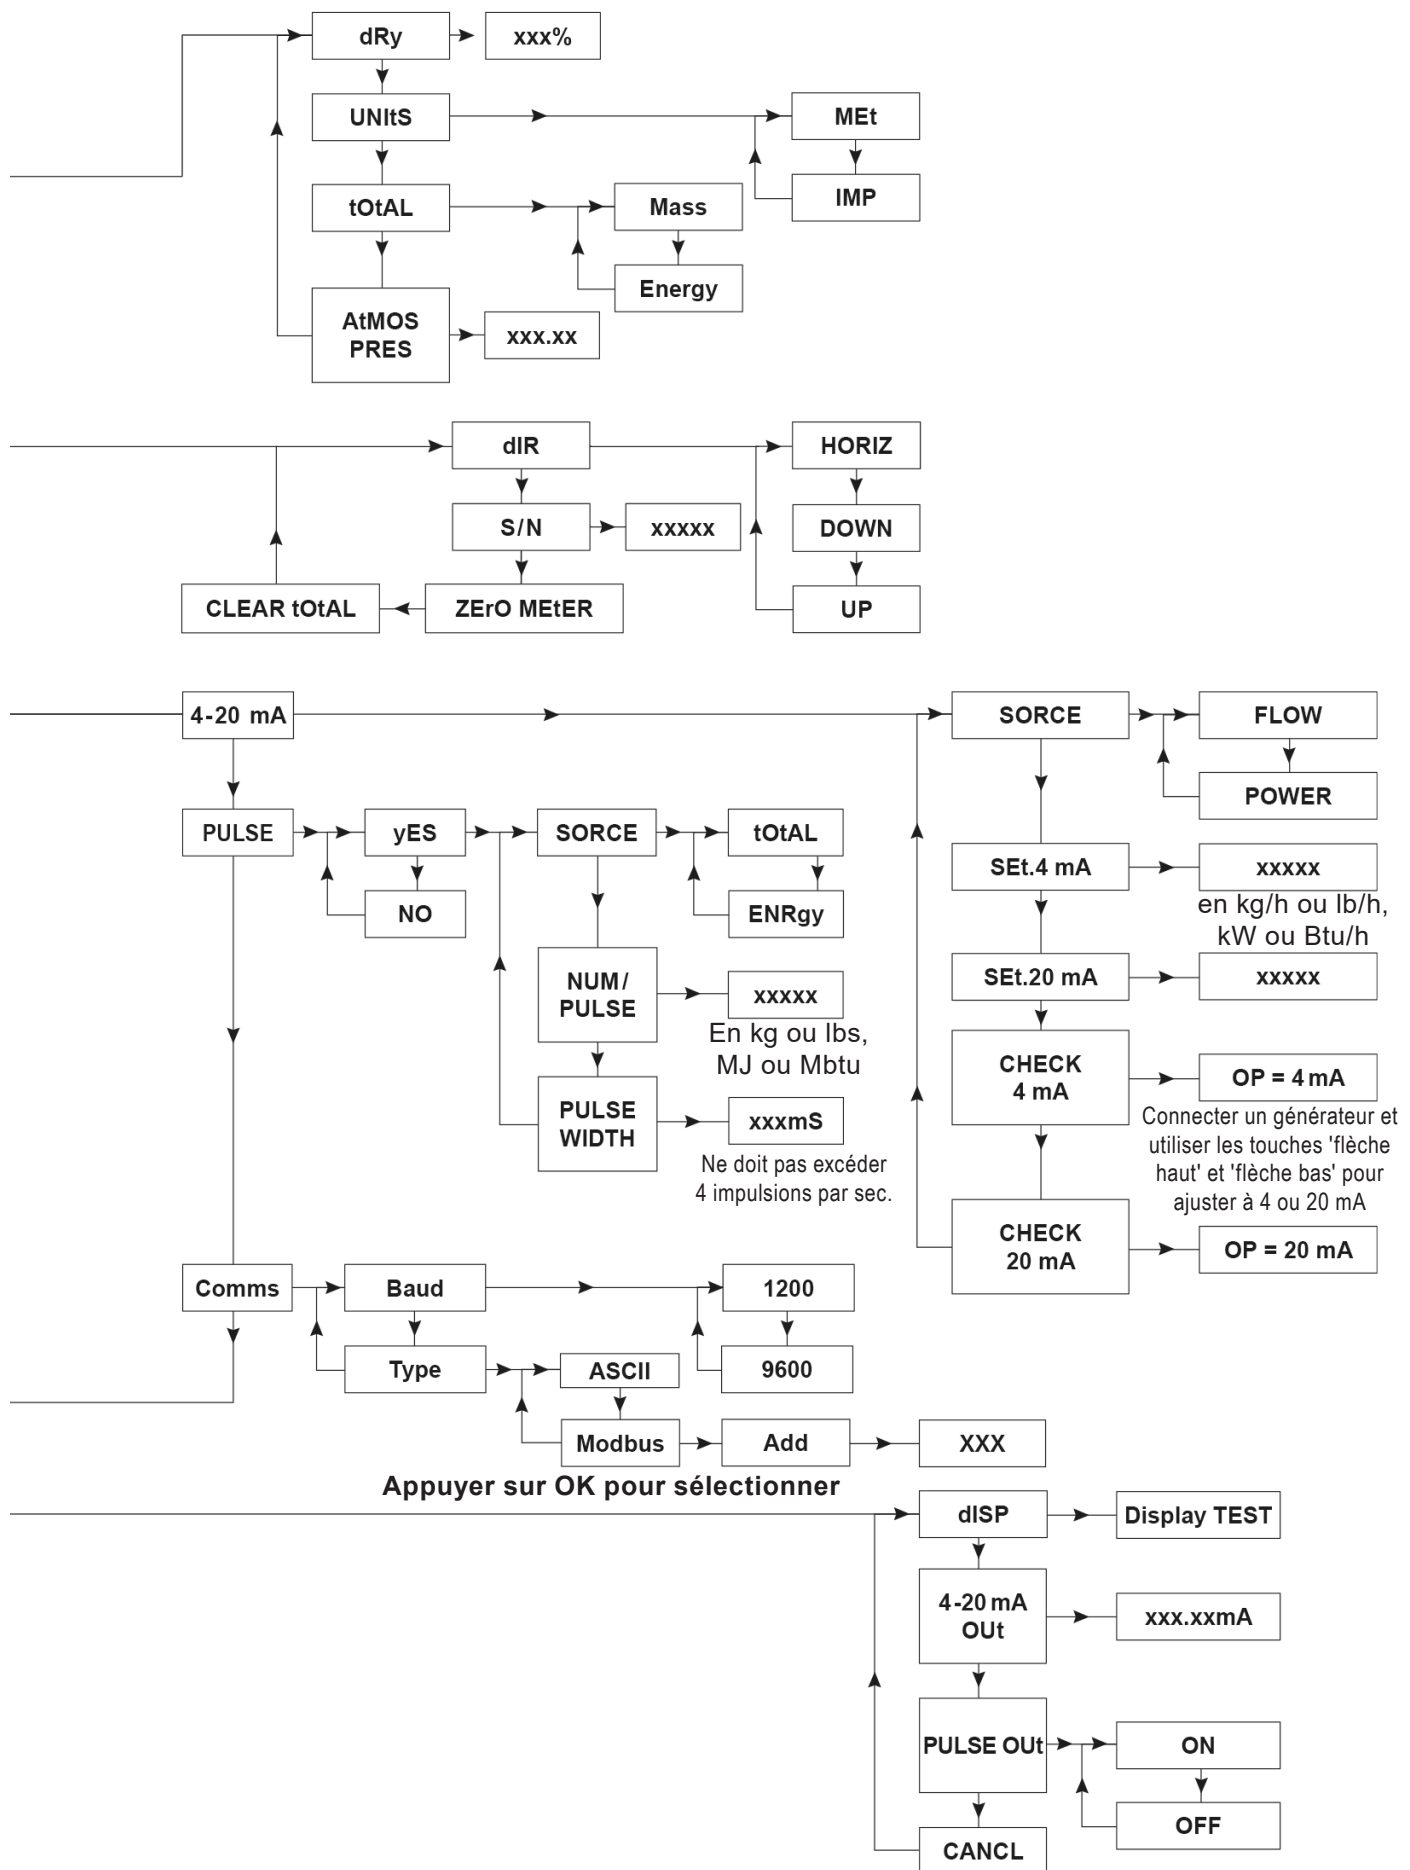 dRy
xxx%
UNItS
MEt
IMP
tOtAL
Mass
Energy
AtMOS
PRES
xxx.xx
dIR
HORIZ
S/N
xxxxx
DOWN
CLEAR tOtAL
ZErO MEtER
UP
4-20 mA
SORCE
FLOW
POWER
PULSE
yES
SORCE
tOtAL
NO
ENRgy
SEt.4 mA
xxxxx
en kg/h ou lb/h,
kW ou Btu/h
NUM/
PULSE
xxxxx
En kg ou lbs,
MJ ou Mbtu
SEt.20 mA
xxxxx
PULSE
WIDTH
xxxmS
Ne doit pas excéder
4 impulsions par sec.
CHECK
4 mA
OP = 4 mA
Connecter un générateur et
utiliser les touches 'flèche
haut' et 'flèche bas' pour
ajuster à 4 ou 20 mA
CHECK
20 mA
OP = 20 mA
Comms
Baud
1200
9600
Type
ASCII
Modbus
Add
XXX
Appuyer sur OK pour sélectionner
dISP
Display TEST
4-20 mA
OUt
xxx.xxmA
PULSE OUt
ON
OFF
CANCL